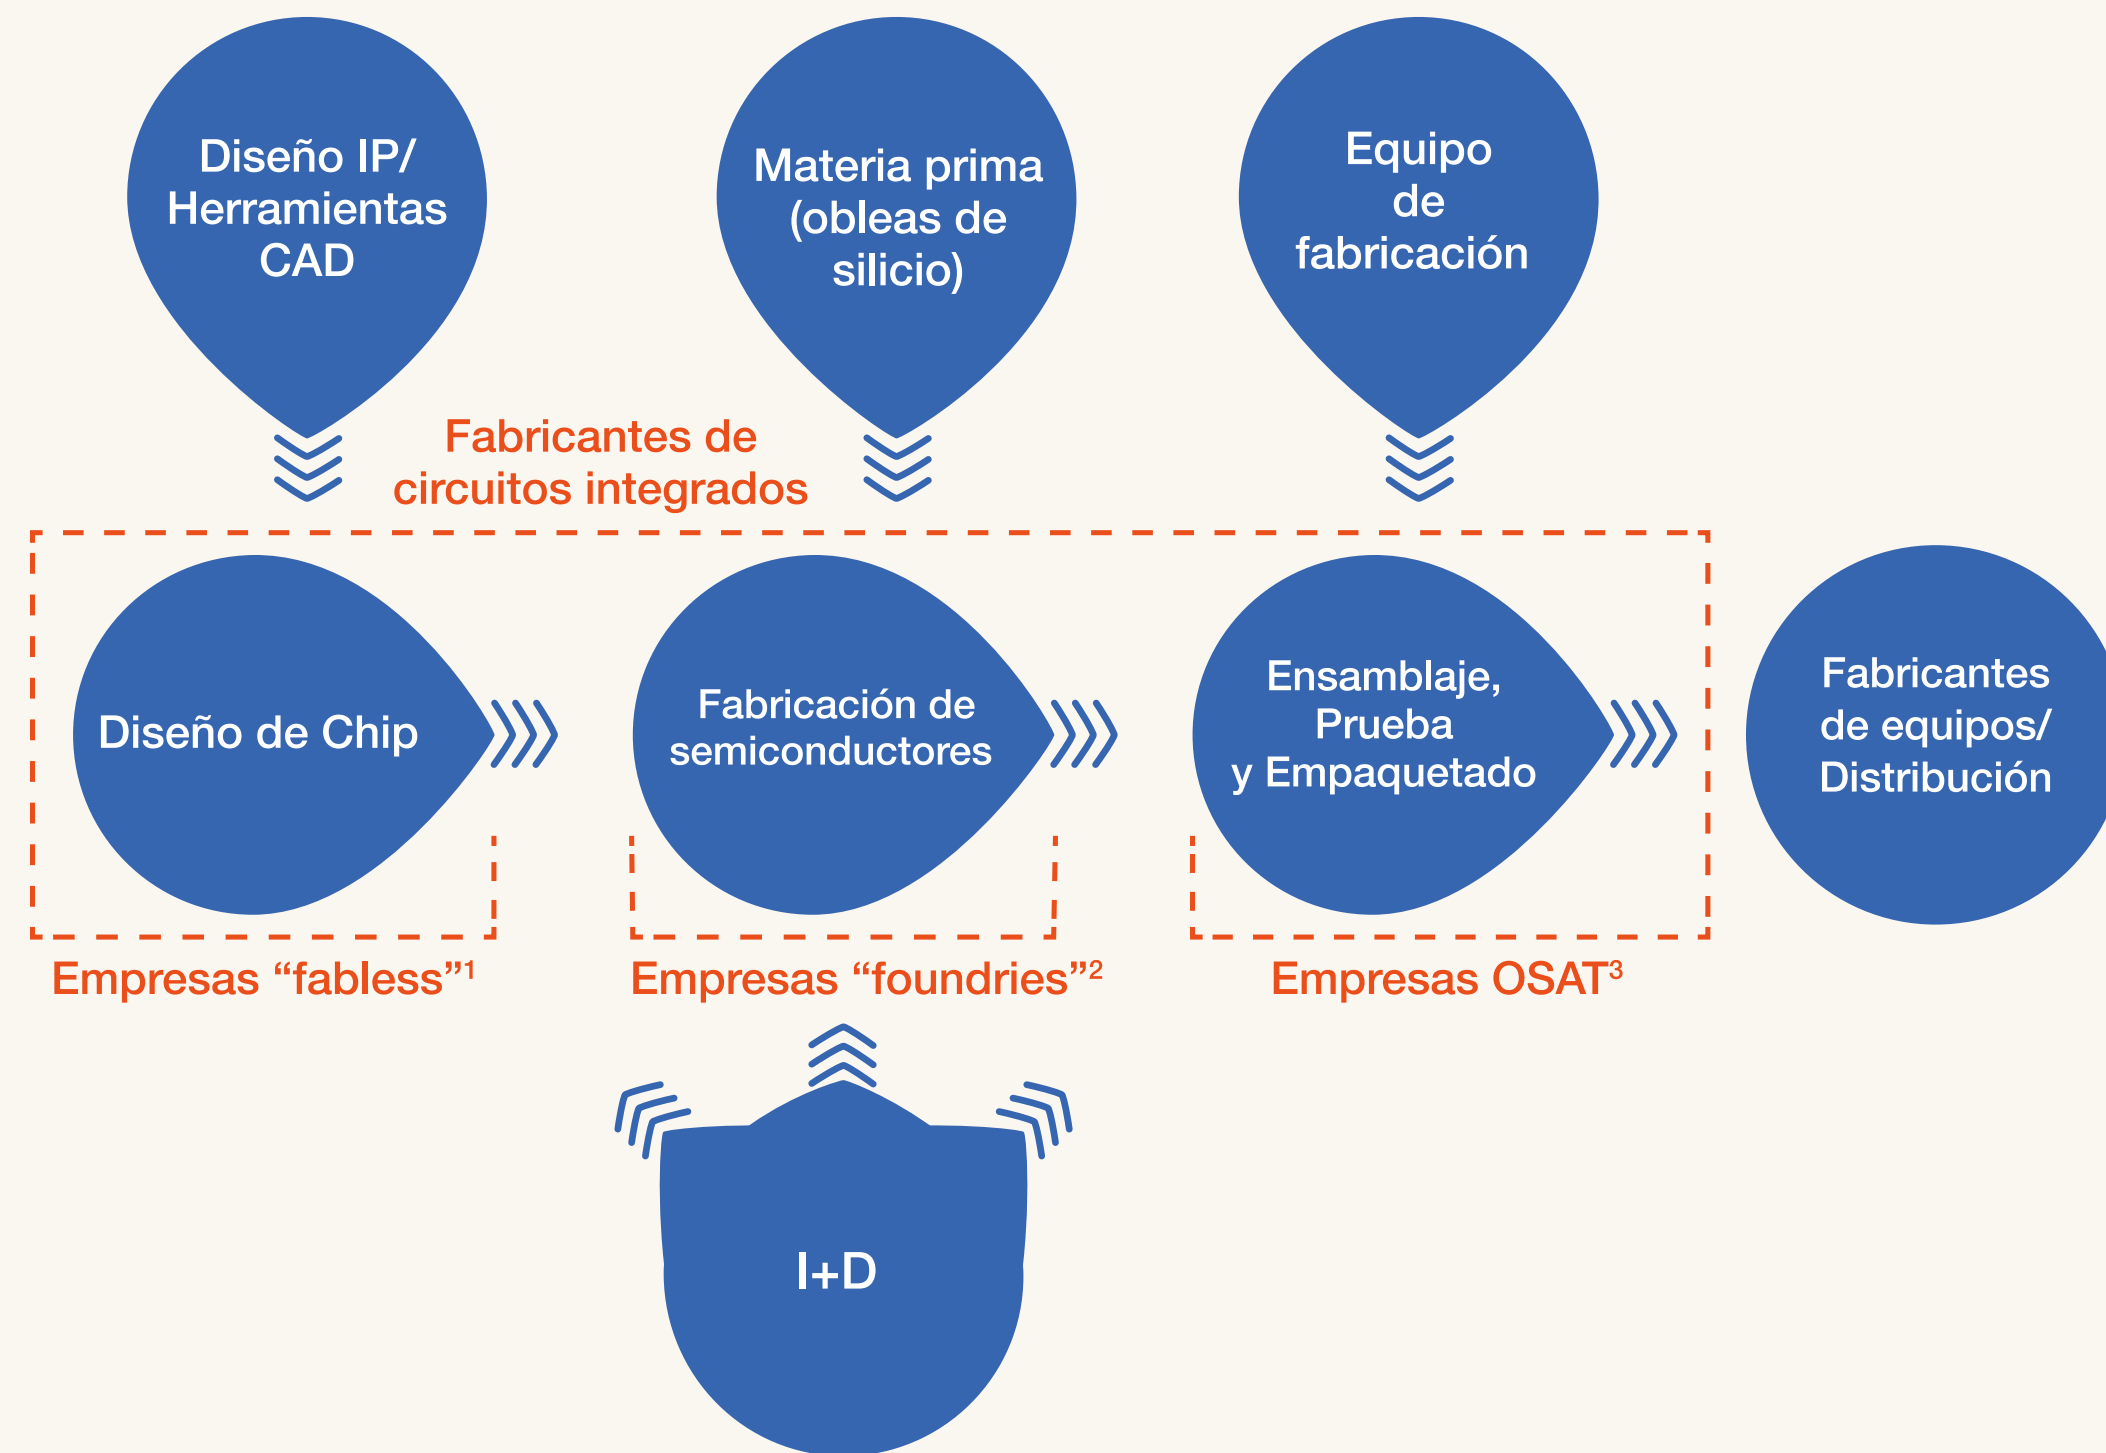 Diseño IP/
Herramientas
CAD
Materia prima
(obleas de
silicio)
Equipo
de
fabricación
Fabricantes de
circuitos integrados
Diseño de Chip
Fabricación de
semiconductores
Ensamblaje,
Prueba
y Empaquetado
Fabricantes
de equipos/
Distribución
Empresas “fabless”¹
Empresas “foundries”²
Empresas OSAT³
I+D